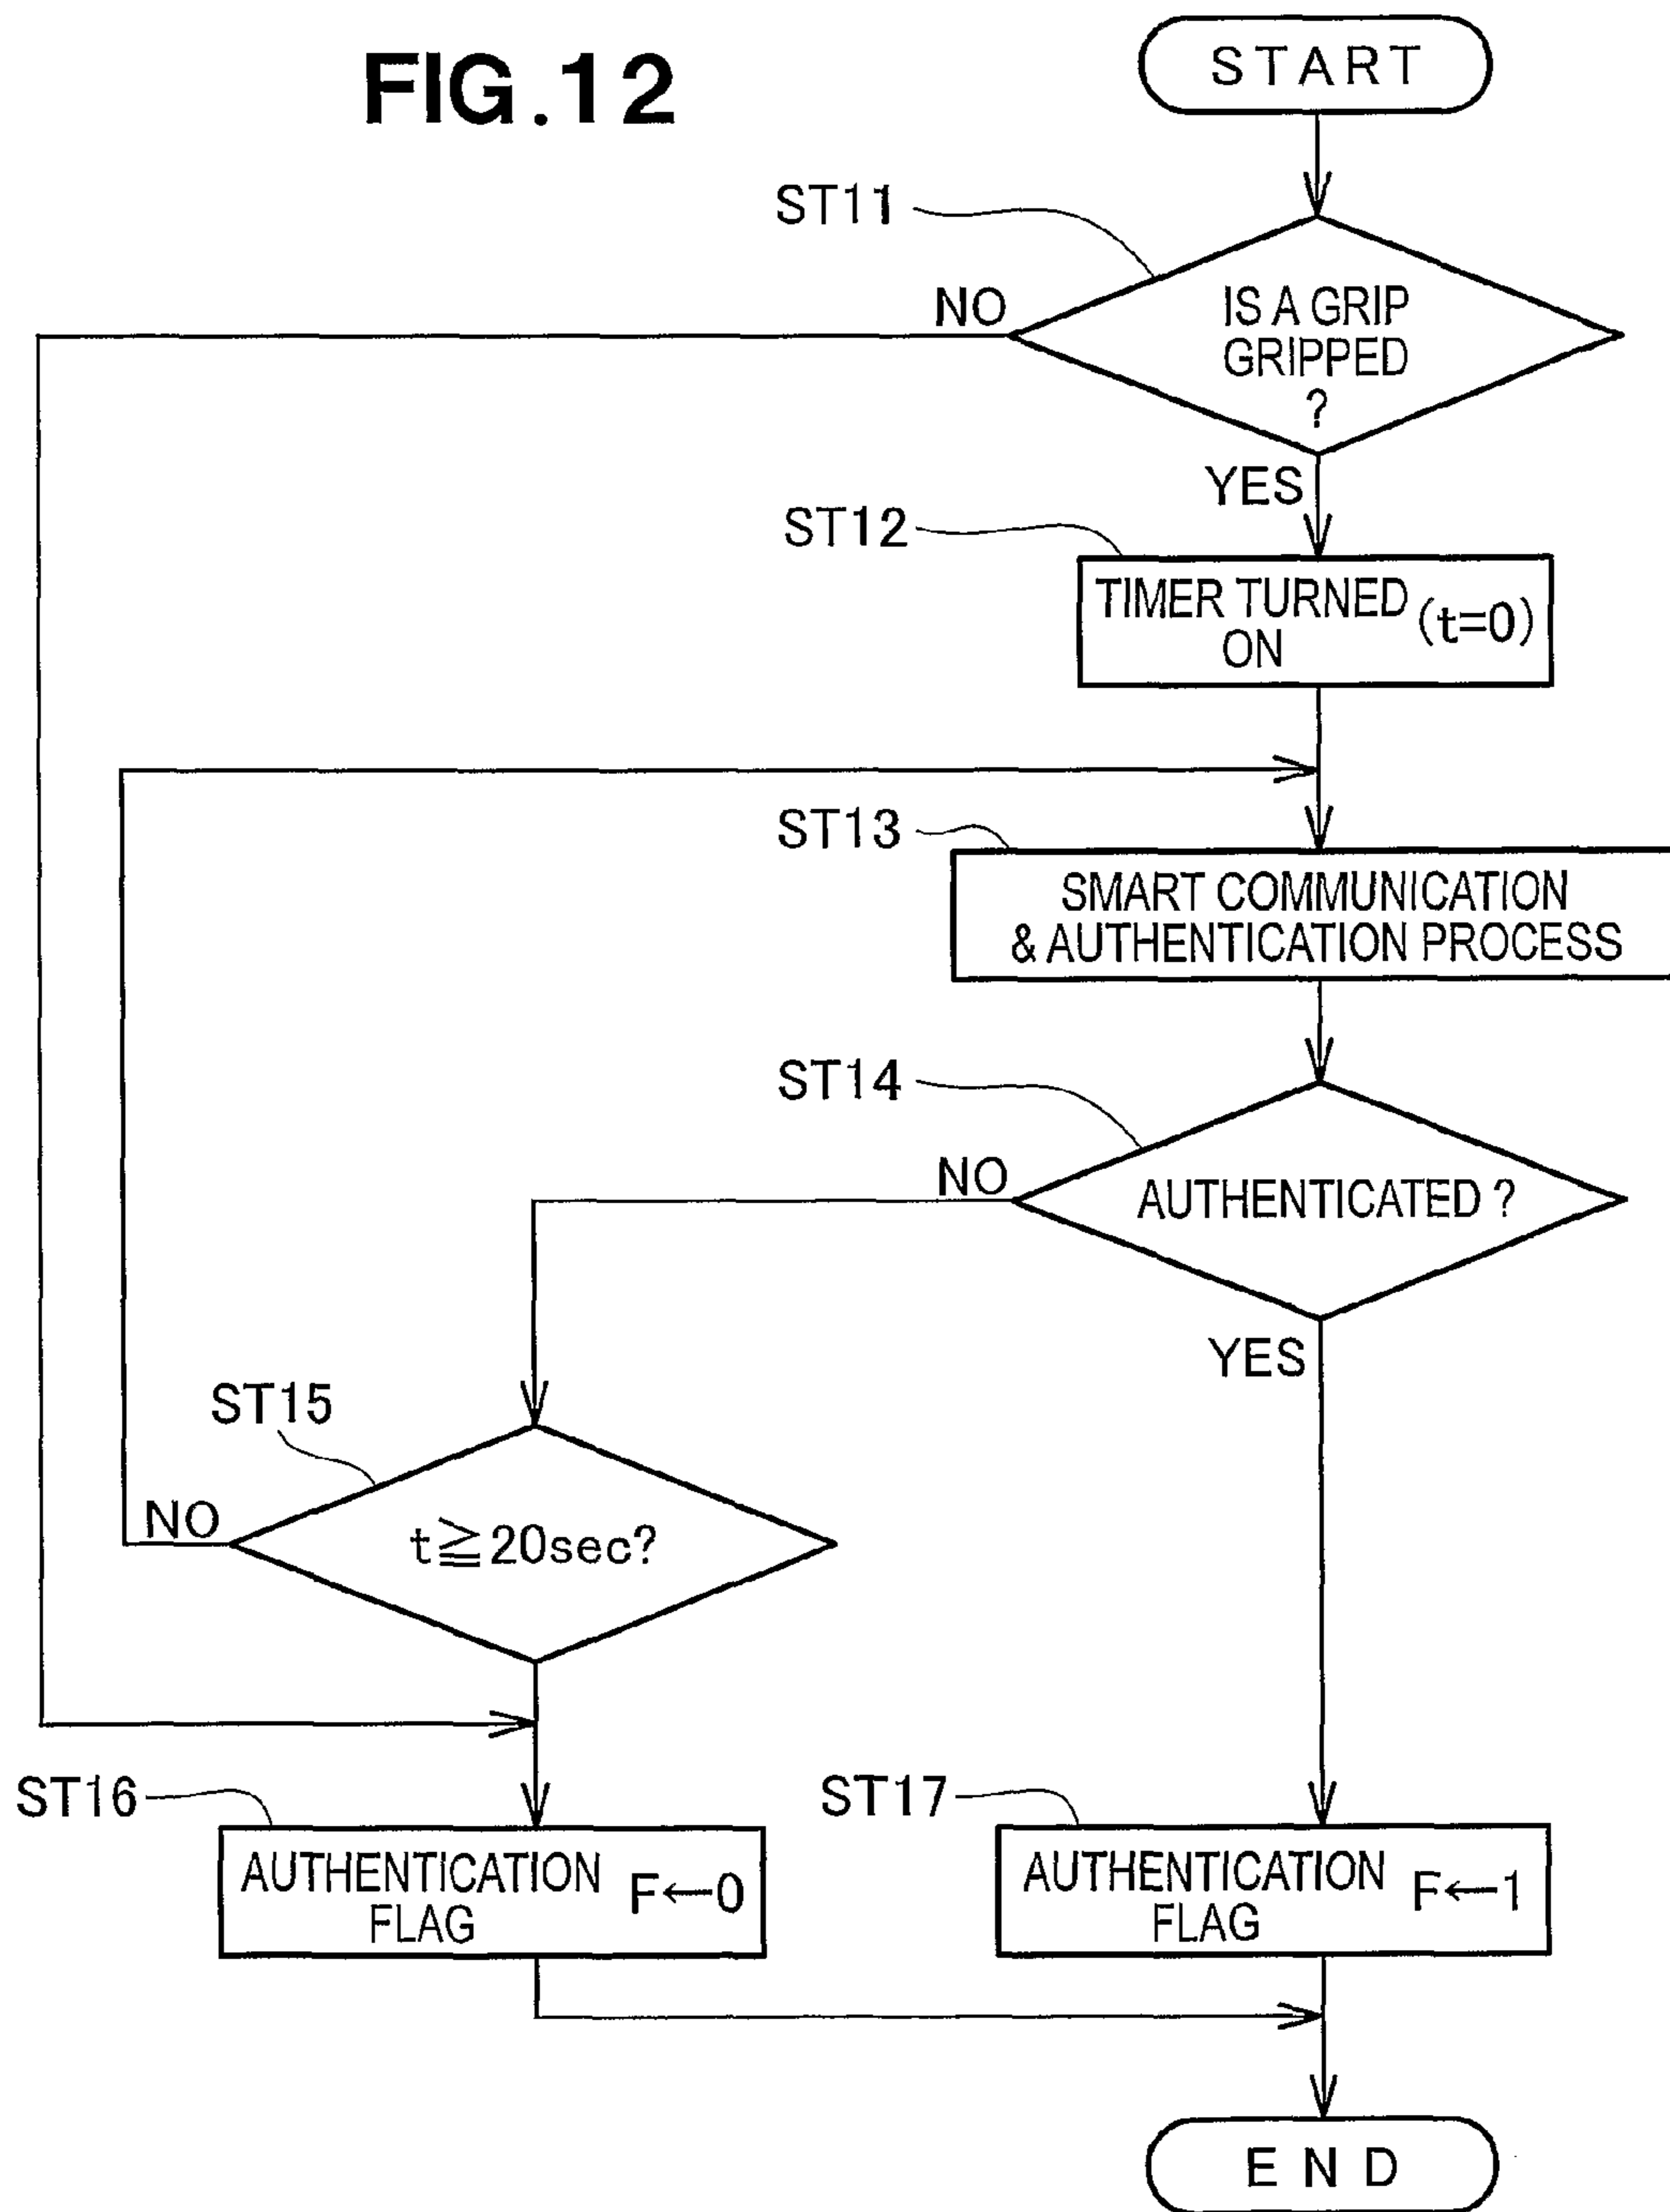 FIG.12
START
ST11
NO
IS A GRIP
GRIPPED
?
YES
ST12
TIMER TURNED
ON
(t=0)
ST13
SMART COMMUNICATION
& AUTHENTICATION PROCESS
ST14
NO
AUTHENTICATED ?
YES
ST15
NO
t≧20sec?
ST16
AUTHENTICATION
FLAG
F←0
ST17
AUTHENTICATION
FLAG
F←1
END